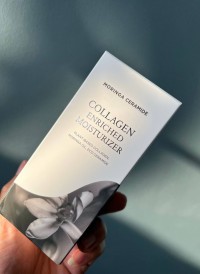 MORINGA CERAMIDE
COLLAGEN
ENRICHED
MOISTURIZER